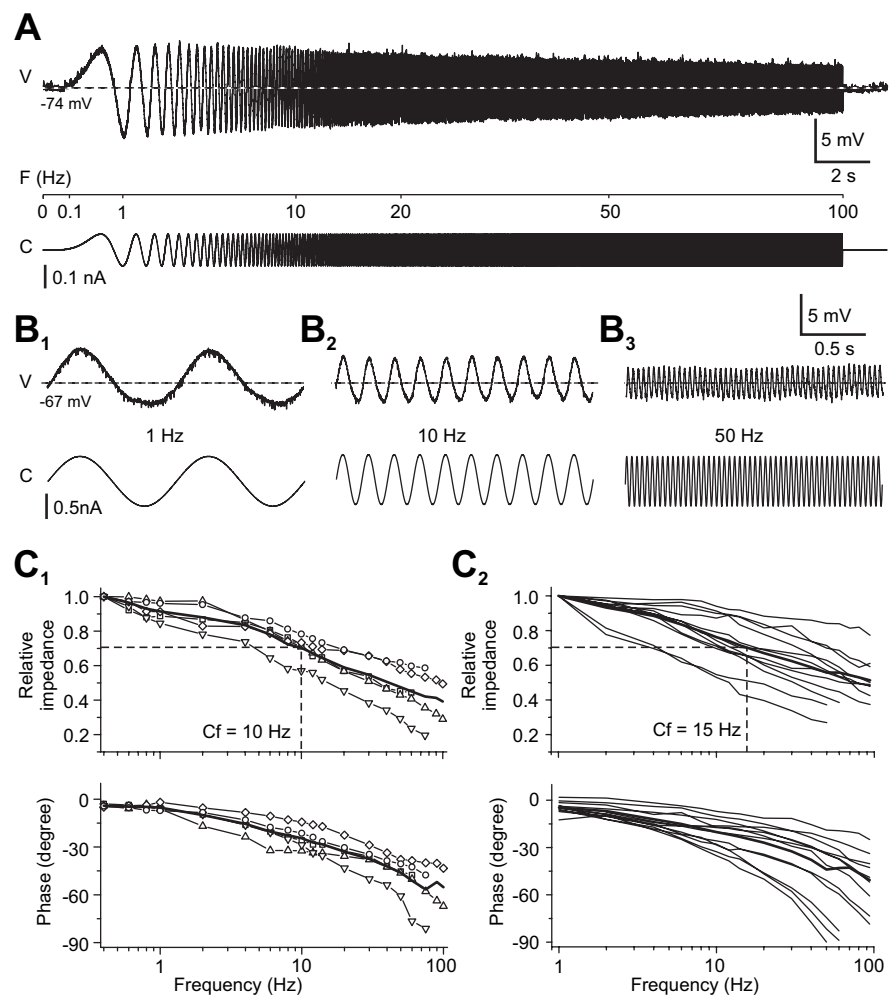 A
V
-74 mV
5 mV
2 s
F (Hz)
0 0.1 1 10 20 50 100
C
0.1 nA
B1 B2 B3
5 mV
0.5 s
V
-67 mV
1 Hz 10 Hz 50 Hz
C
0.5nA
C1 C2
Relative impedance
1.0
0.8
0.6
0.4
0.2
Cf = 10 Hz
Relative impedance
1.0
0.8
0.6
0.4
0.2
Cf = 15 Hz
Phase (degree)
0
-30
-60
-90
1 10 100
Frequency (Hz)
Phase (degree)
0
-30
-60
-90
1 10 100
Frequency (Hz)